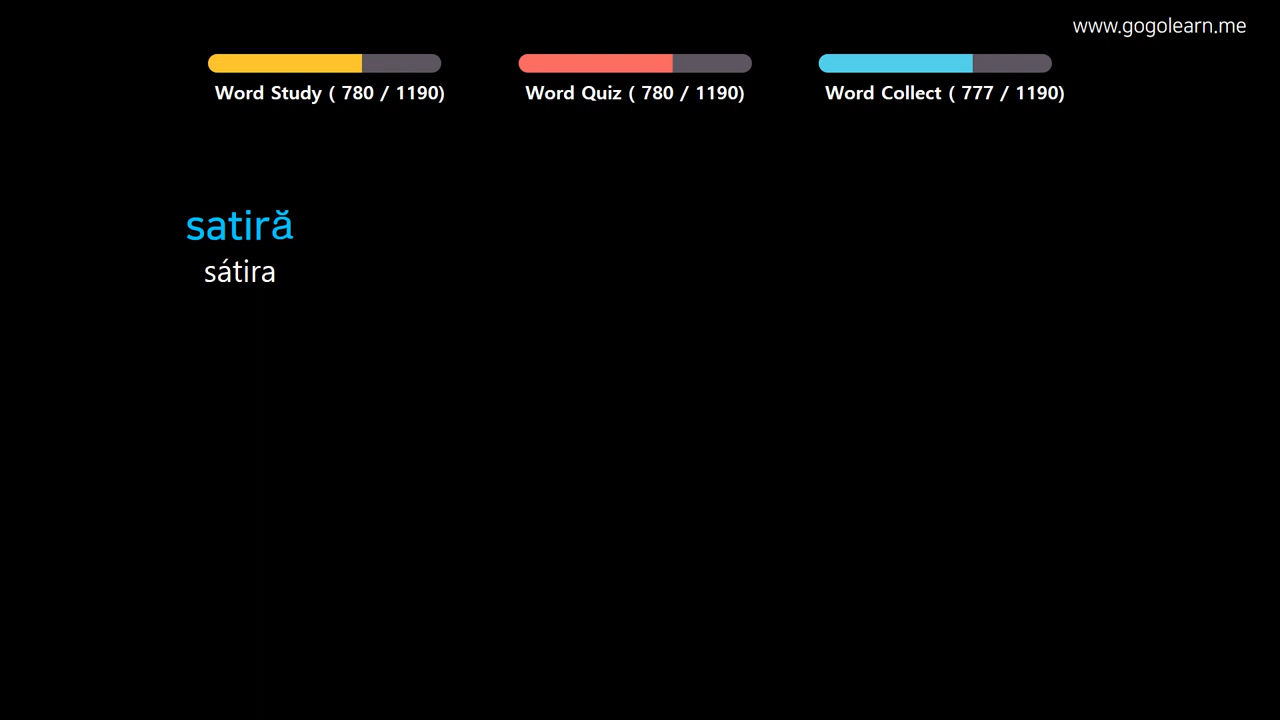 www.gogolearn.me
Word Study ( 780 / 1190)
Word Quiz ( 780 / 1190)
Word Collect ( 777 / 1190)
satiră
sátira